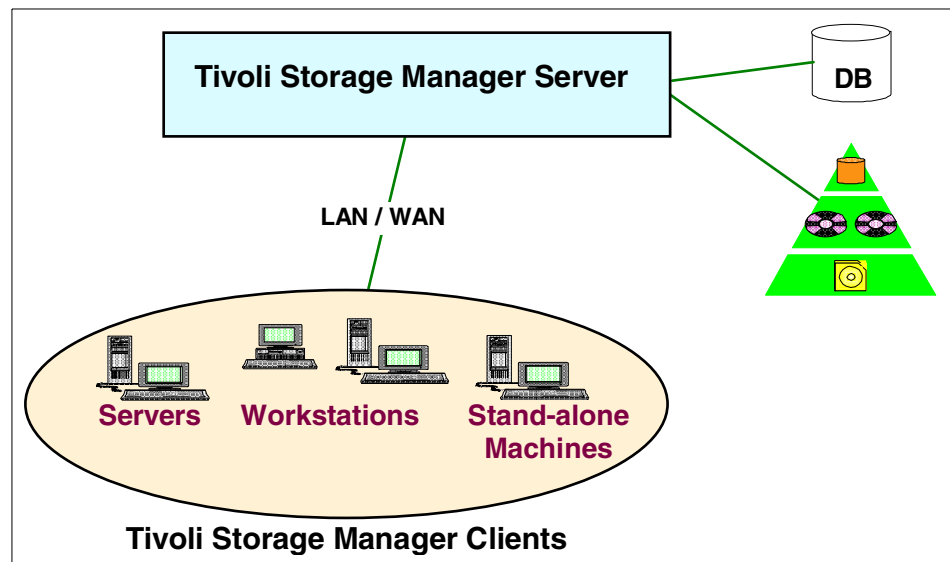 Tivoli Storage Manager Server
DB
LAN / WAN
Servers
Workstations
Stand-alone
Machines
Tivoli Storage Manager Clients